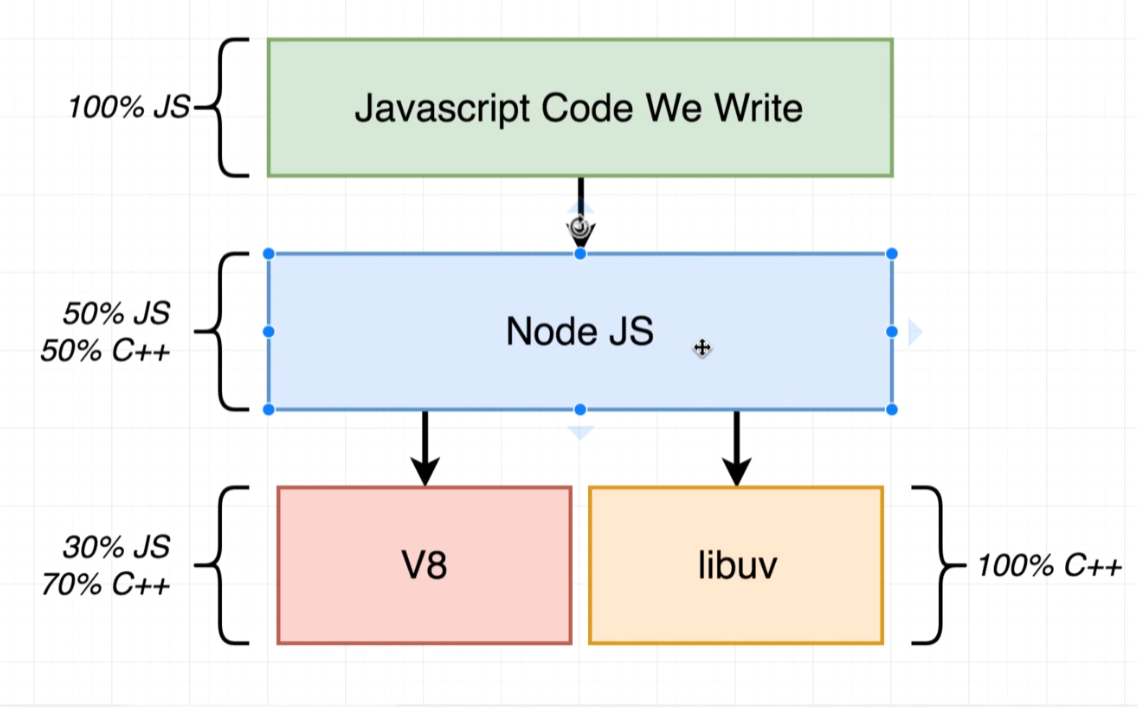 100% JS
Javascript Code We Write
50% JS
50% C++
Node JS
30% JS
70% C++
V8
libuv
100% C++